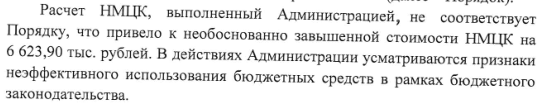 Расчет НМЦК, выполненный Администрацией, не соответствует
Порядку, что привело к необоснованно завышенной стоимости НМЦК на
6 623,90 тыс. рублей. В действиях Администрации усматриваются признаки
неэффективного использования бюджетных средств в рамках бюджетного
законодательства.